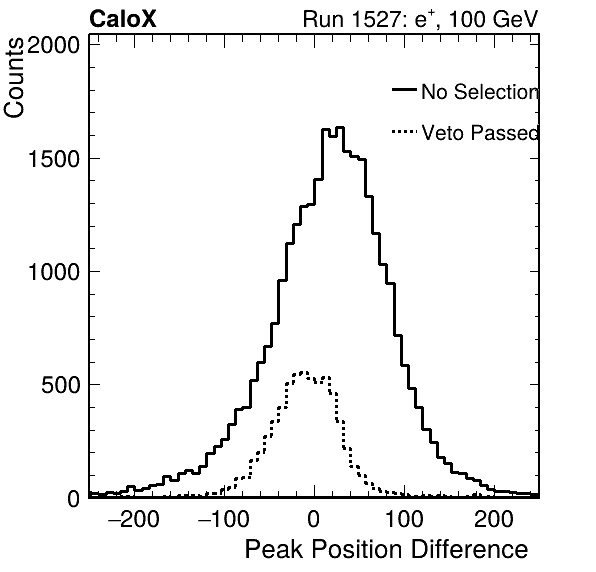 CaloX Run 1527: e⁺, 100 GeV
Counts
2000
No Selection
Veto Passed
1500
1000
500
0
−200 −100 0 100 200
Peak Position Difference